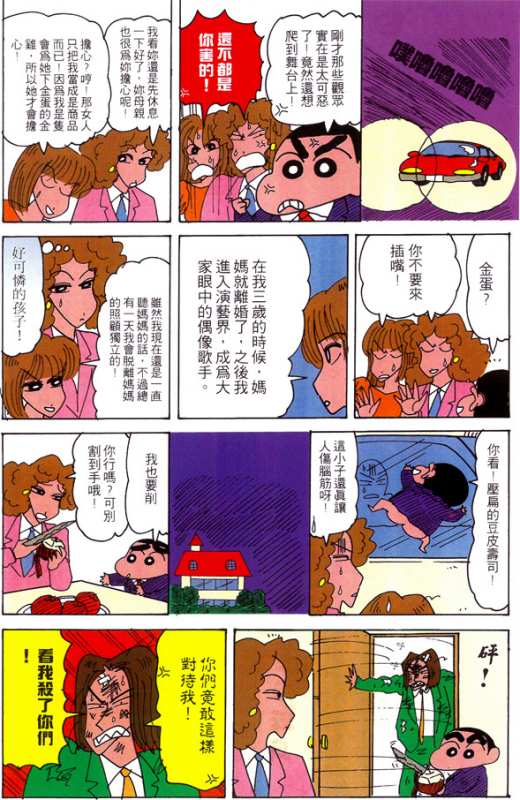 噗嚕嚕嚕嚕
剛才那些觀眾
實在是太可惡
了！竟然還想
爬到舞台上！
還不都是
你害的！
我看妳還是先休息
一下好了，妳母親
也很爲妳擔心呢！
擔心？哼！那女人
只把我當成是商品
而已！因爲我是隻
會爲她下金蛋的金
雞，所以她才會擔
心！
金蛋？
你不要來
插嘴！
在我三歲的時候，媽
媽就離婚了，之後我
進入演藝界，成爲大
家眼中的偶像歌手。
雖然我現在還是一直
聽媽媽的話，不過總
有一天我會脫離媽媽
的照顧獨立的！
好可憐的孩子！
你看！壓扁的豆皮壽司！
這小子還真讓
人傷腦筋呀！
我也要削
你行嗎？可別
割到手哦！
砰！
你們竟敢這樣
對待我！
看我殺了你們
！